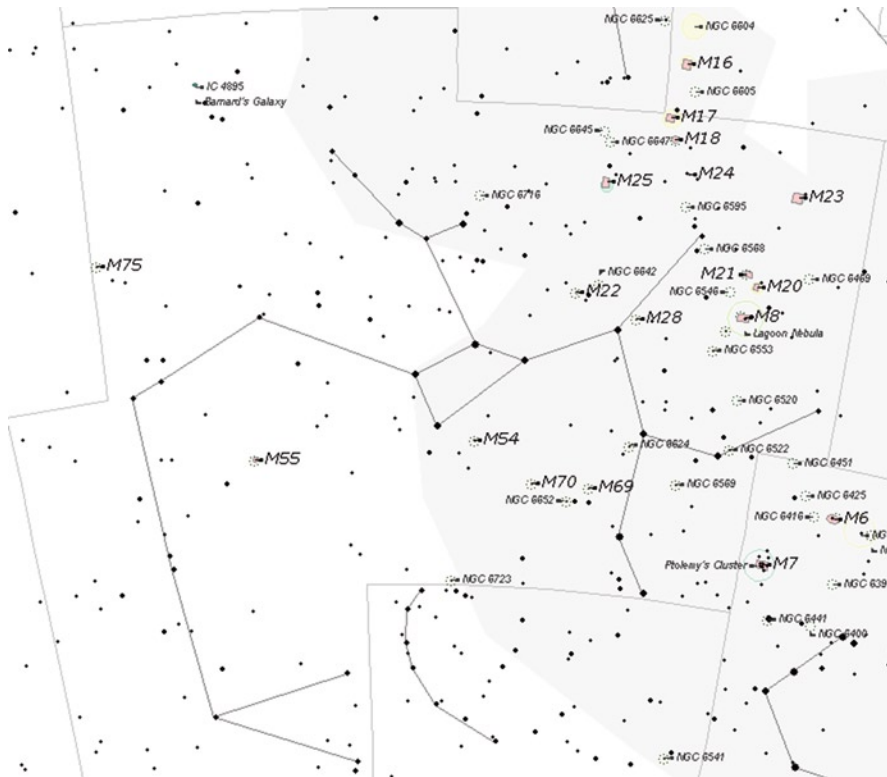 NGC 6625
NGC 6604
M16
IC 4895
Barnard's Galaxy
NGC 6605
M17
NGC 6645
NGC 6647
M18
M25
M24
NGC 6716
M23
NGC 6595
NGC 6568
M75
M21
NGC 6642
NGC 6469
M22
NGC 6546
M20
M28
M8
Lagoon Nebula
NGC 6553
NGC 6520
M54
NGC 6624
NGC 6522
M55
NGC 6451
M70
M69
NGC 6569
NGC 6652
NGC 6425
NGC 6416
M6
Ptolemy's Cluster
M7
NGC 6723
NGC 6441
NGC 6400
NGC 6541